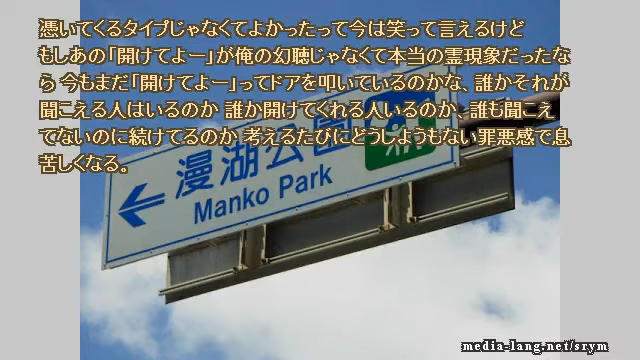 憑いてくるタイプじゃなくてよかったって今は笑って言えるけど
もしあの「開けてよー」が俺の幻聴じゃなくて本当の霊現象だったな
ら 今もまだ「開けてよー」ってドアを叩いているのかな、誰かそれが
聞こえる人はいるのか 誰か開けてくれる人いるのか、誰も聞こえ
てないのに続けてるのか 考えるたびにどうしようもない罪悪感で息
苦しくなる。
漫湖公園
Manko Park
media-lang.net/srym